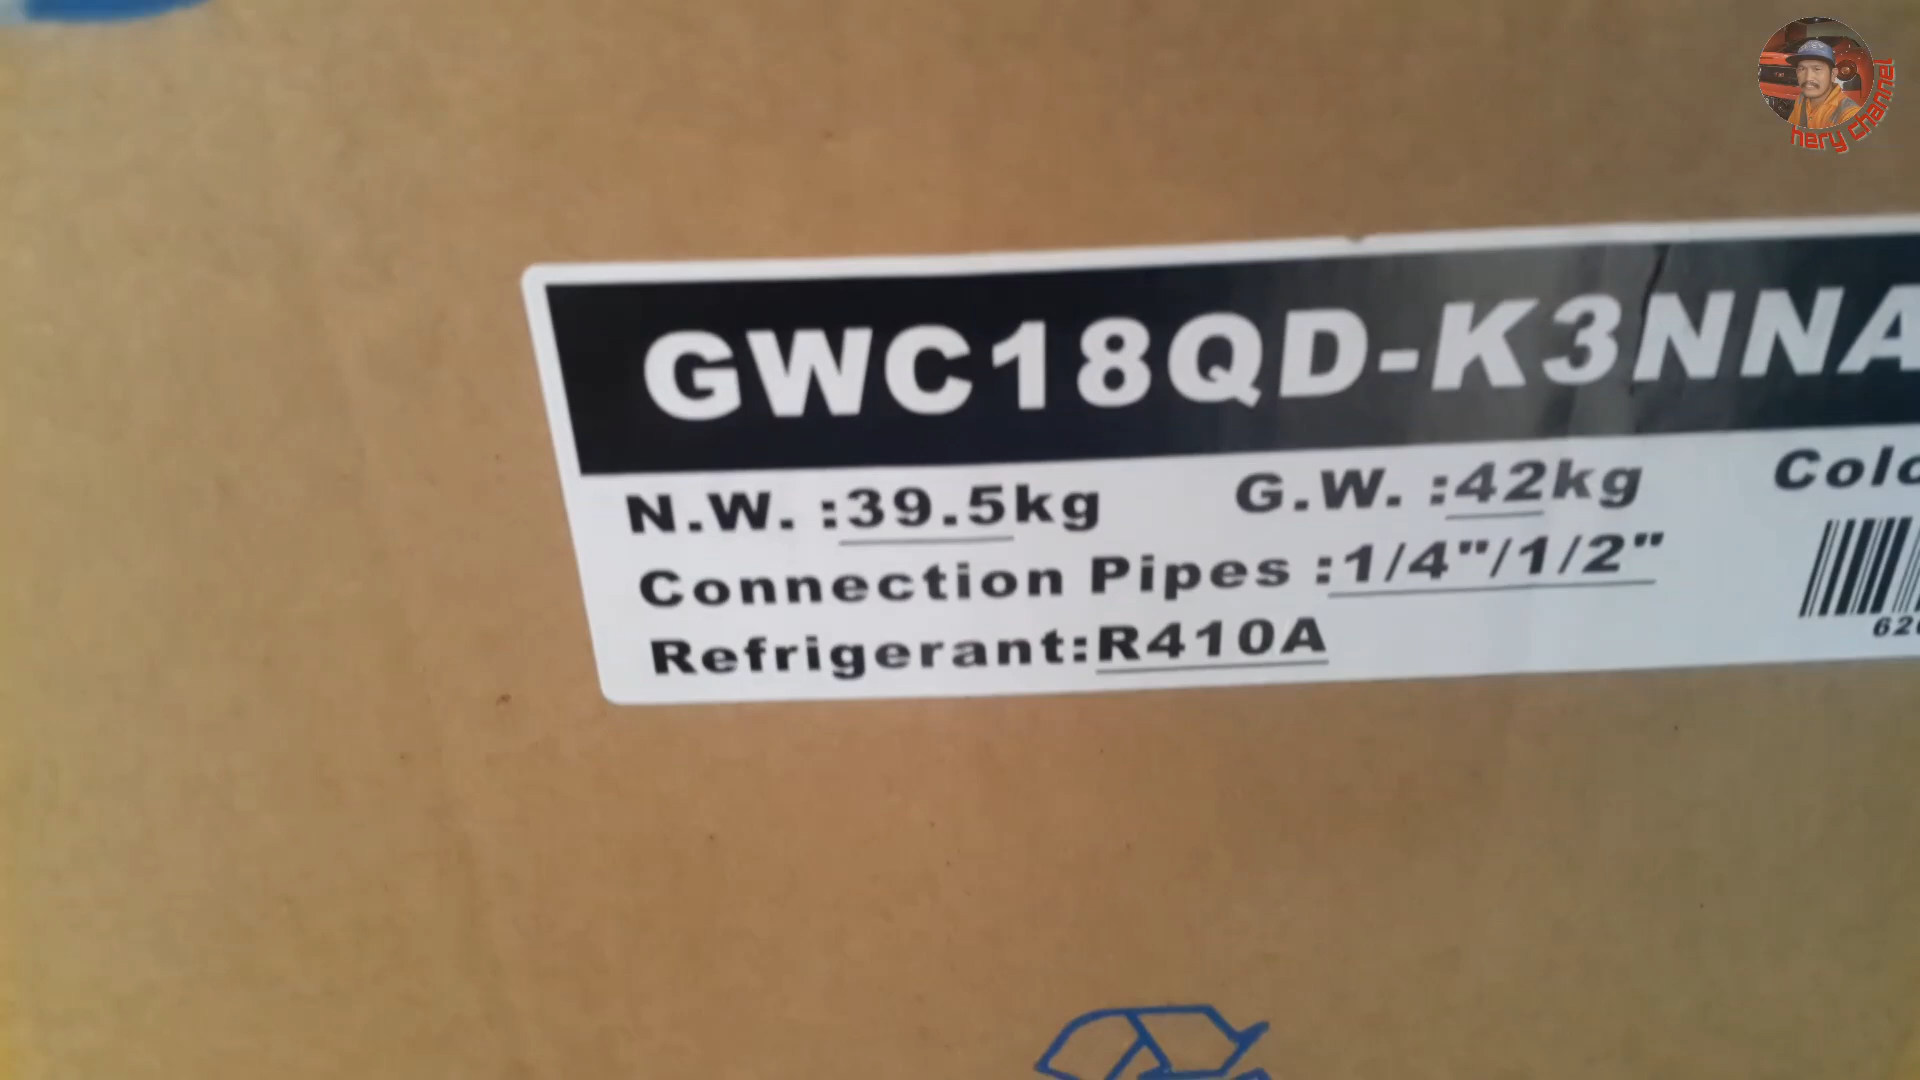 hery channel
GWC18QD-K3NNA
N.W. :39.5kg G.W. :42kg
Connection Pipes :1/4"/1/2"
Refrigerant:R410A